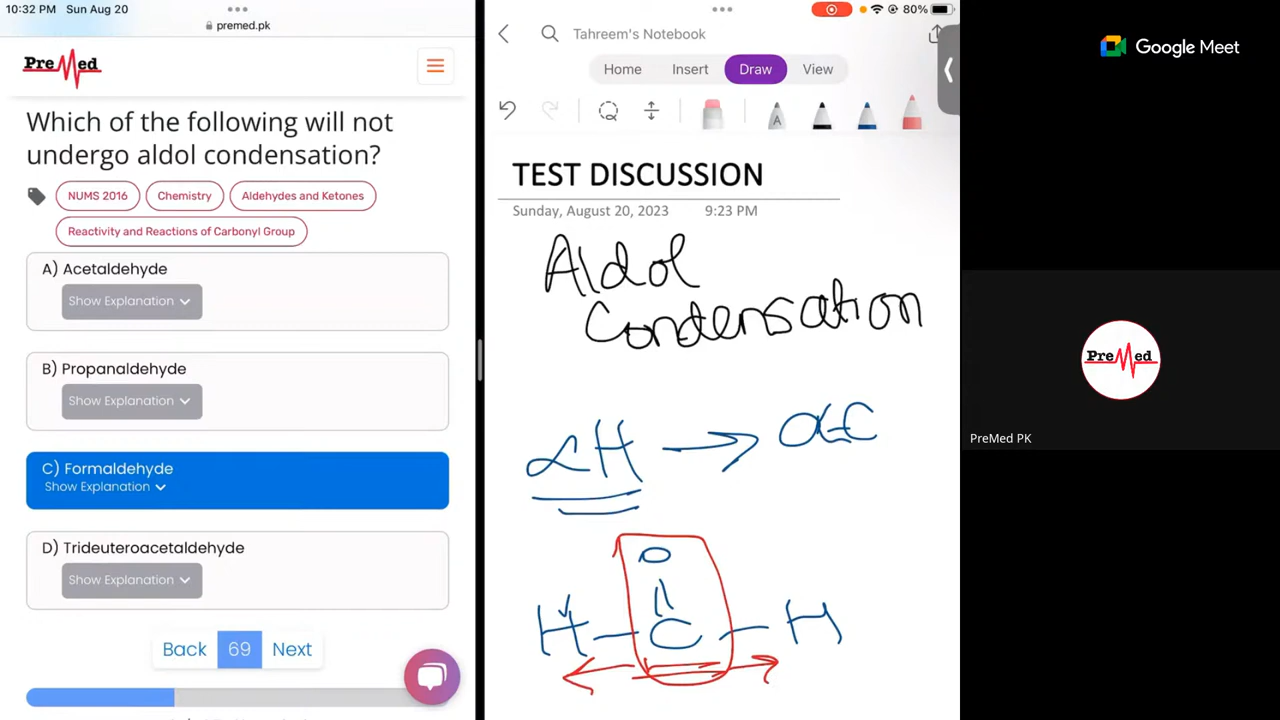 10:32 PM Sun Aug 20
premed.pk
PreMed
Which of the following will not
undergo aldol condensation?
NUMS 2016
Chemistry
Aldehydes and Ketones
Reactivity and Reactions of Carbonyl Group
A) Acetaldehyde
Show Explanation
B) Propanaldehyde
Show Explanation
C) Formaldehyde
Show Explanation
D) Trideuteroacetaldehyde
Show Explanation
Back 69 Next
80%
Tahreem's Notebook
Home Insert Draw View
A
TEST DISCUSSION
Sunday, August 20, 2023 9:23 PM
Aldol
Condensation
αH →
O
H C H
Google Meet
PreMed
PreMed PK